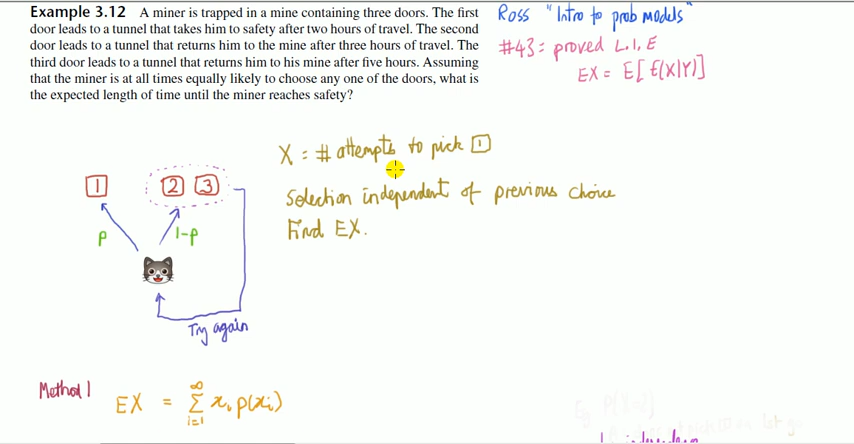 Example 3.12 A miner is trapped in a mine containing three doors. The first
door leads to a tunnel that takes him to safety after two hours of travel. The second
door leads to a tunnel that returns him to the mine after three hours of travel. The
third door leads to a tunnel that returns him to his mine after five hours. Assuming
that the miner is at all times equally likely to choose any one of the doors, what is
the expected length of time until the miner reaches safety?
Ross "Intro to prob models"
#43: proved L.I.E
EX = E[E(X|Y)]
X = # attempts to pick 1
Selection independent of previous choice
Find EX.
1 2 3
p 1-p
Try again
Method 1
EX = ∞ Σ i=1 xᵢ p(xᵢ)